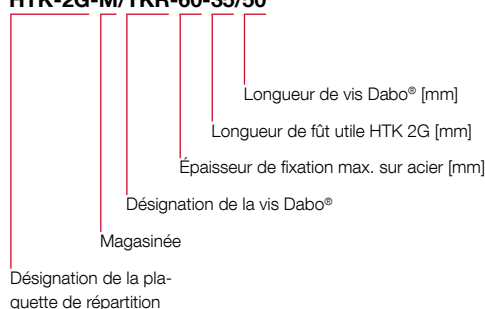 HTK-2G-M/TKR-60-35/50
Longueur de vis Dabo® [mm]
Longueur de fût utile HTK 2G [mm]
Épaisseur de fixation max. sur acier [mm]
Désignation de la vis Dabo®
Magasinée
Désignation de la pla-
quette de répartition